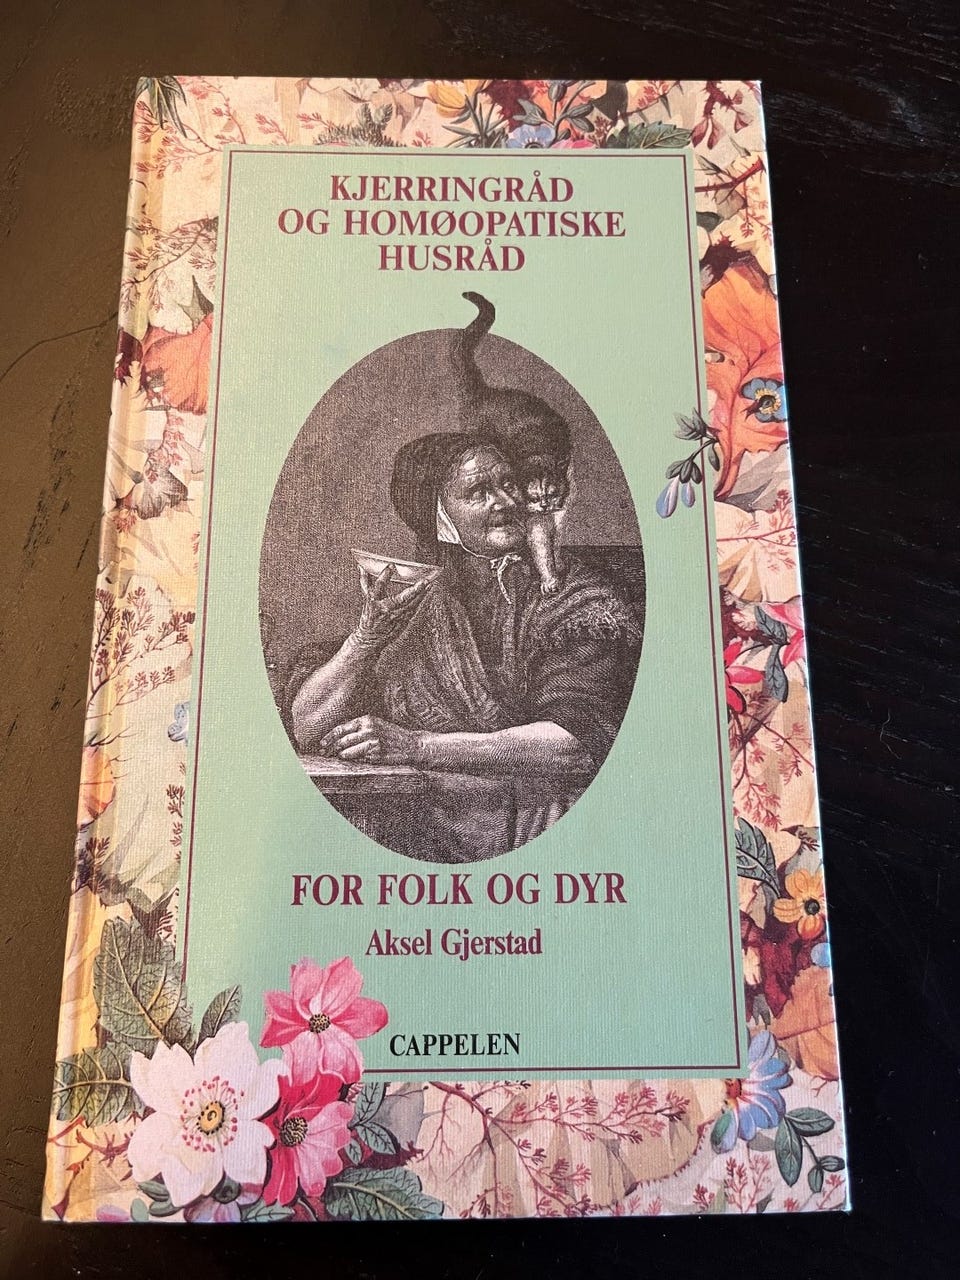 KJERRINGRÅD
OG HOMØOPATISKE
HUSRÅD
FOR FOLK OG DYR
Aksel Gjerstad
CAPPELEN